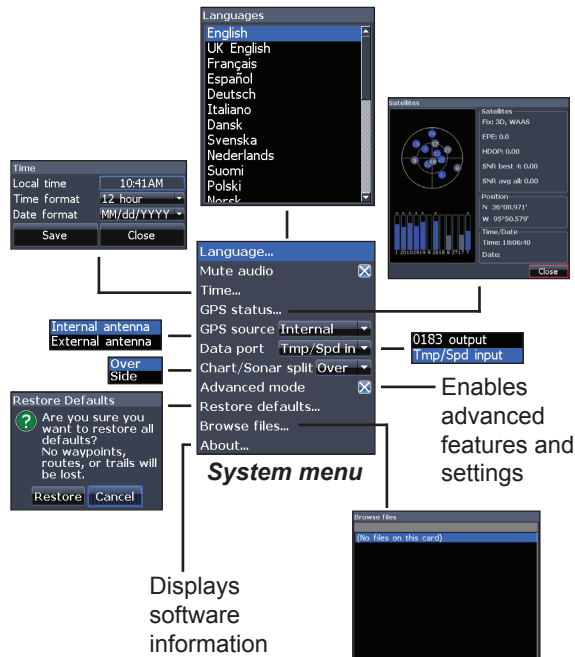 Languages
English
UK English
Français
Español
Deutsch
Italiano
Dansk
Svenska
Nederlands
Suomi
Polski
Norsk
Satellites
Satellites
Fix: 3D, WAAS
EPE: 0.0
HDOP: 0.00
SNR best 4: 0.00
SNR avg all: 0.00
Position
N 36°08.971'
W 95°50.579'
Time/Date
Time: 18:06:40
Date:
Close
Time
Local time 10:41AM
Time format 12 hour
Date format MM/dd/YYYY
Save Close
Language...
Mute audio
Time...
GPS status...
GPS source Internal
Data port Tmp/Spd in
Chart/Sonar split Over
Advanced mode
Restore defaults...
Browse files...
About...
System menu
Internal antenna
External antenna
0183 output
Tmp/Spd input
Over
Side
Enables
advanced
features and
settings
Restore Defaults
Are you sure you
want to restore all
defaults?
No waypoints,
routes, or trails will
be lost.
Restore Cancel
Browse files
(No files on this card)
Displays
software
information